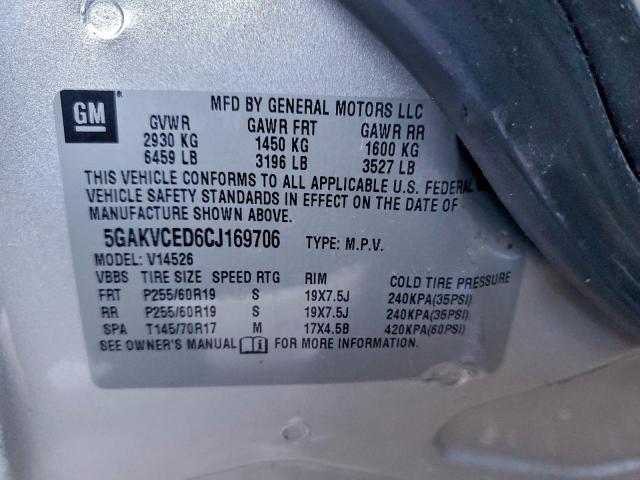 GM ®
MFD BY GENERAL MOTORS LLC
GVWR GAWR FRT GAWR RR
2930 KG 1450 KG 1600 KG
6459 LB 3196 LB 3527 LB
THIS VEHICLE CONFORMS TO ALL APPLICABLE U.S. FEDERAL
VEHICLE SAFETY STANDARDS IN EFFECT ON THE DATE OF
MANUFACTURE SHOWN ABOVE.
5GAKVCED6CJ169706 TYPE: M.P.V.
MODEL: V14526
VBBS TIRE SIZE SPEED RTG RIM COLD TIRE PRESSURE
FRT P255/60R19 S 19X7.5J 240KPA(35PSI)
RR P255/60R19 S 19X7.5J 240KPA(35PSI)
SPA T145/70R17 M 17X4.5B 420KPA(60PSI)
SEE OWNER'S MANUAL FOR MORE INFORMATION.